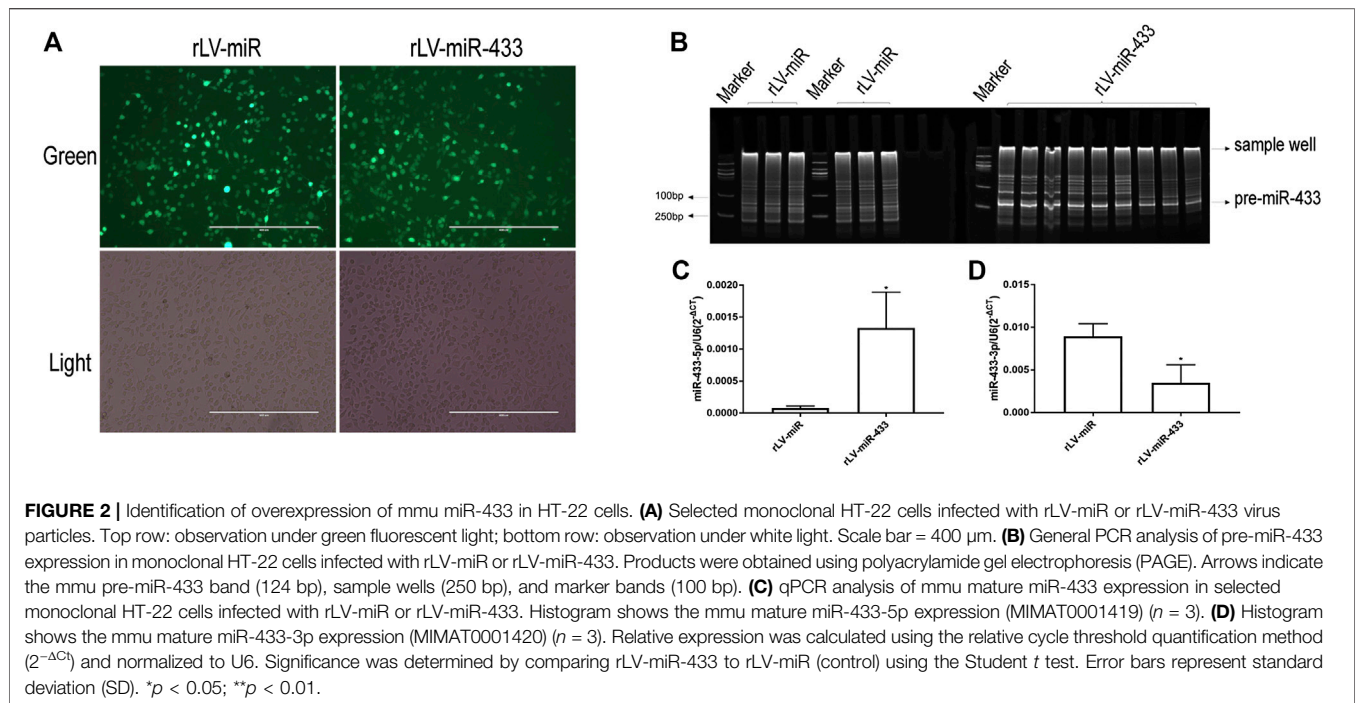 A
rLV-miR
rLV-miR-433
Green
Light
B
Marker
rLV-miR
Marker
rLV-miR
Marker
rLV-miR-433
sample well
100bp
pre-miR-433
250bp
C
miR-433-5p/U6(2^-ΔCT)
0.0020
0.0015
0.0010
0.0005
0.0000
*
rLV-miR
rLV-miR-433
D
miR-433-3p/U6(2^-ΔCT)
0.015
0.010
0.005
0.000
*
rLV-miR
rLV-miR-433
FIGURE 2 | Identification of overexpression of mmu miR-433 in HT-22 cells. (A) Selected monoclonal HT-22 cells infected with rLV-miR or rLV-miR-433 virus
particles. Top row: observation under green fluorescent light; bottom row: observation under white light. Scale bar = 400 µm. (B) General PCR analysis of pre-miR-433
expression in monoclonal HT-22 cells infected with rLV-miR or rLV-miR-433. Products were obtained using polyacrylamide gel electrophoresis (PAGE). Arrows indicate
the mmu pre-miR-433 band (124 bp), sample wells (250 bp), and marker bands (100 bp). (C) qPCR analysis of mmu mature miR-433 expression in selected
monoclonal HT-22 cells infected with rLV-miR or rLV-miR-433. Histogram shows the mmu mature miR-433-5p expression (MIMAT0001419) (n = 3). (D) Histogram
shows the mmu mature miR-433-3p expression (MIMAT0001420) (n = 3). Relative expression was calculated using the relative cycle threshold quantification method
(2^−ΔCt) and normalized to U6. Significance was determined by comparing rLV-miR-433 to rLV-miR (control) using the Student t test. Error bars represent standard
deviation (SD). *p < 0.05; **p < 0.01.